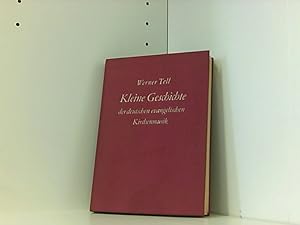 Werner Tell
Kleine Geschichte
der deutschen evangelischen
Kirchenmusik